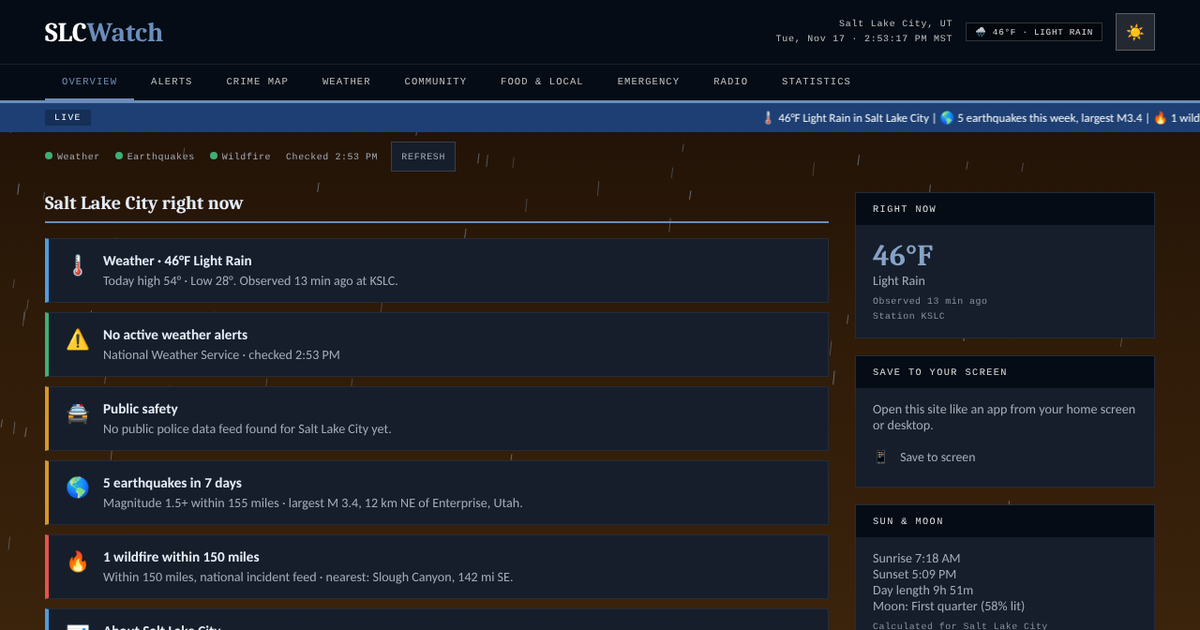 SLCWatch
Salt Lake City, UT
Tue, Nov 17 · 2:53:17 PM MST
46°F · LIGHT RAIN
OVERVIEW ALERTS CRIME MAP WEATHER COMMUNITY FOOD & LOCAL EMERGENCY RADIO STATISTICS
LIVE
46°F Light Rain in Salt Lake City | 5 earthquakes this week, largest M3.4 | 1 wild
Weather Earthquakes Wildfire Checked 2:53 PM REFRESH
Salt Lake City right now
Weather · 46°F Light Rain
Today high 54° · Low 28°. Observed 13 min ago at KSLC.
No active weather alerts
National Weather Service · checked 2:53 PM
Public safety
No public police data feed found for Salt Lake City yet.
5 earthquakes in 7 days
Magnitude 1.5+ within 155 miles · largest M 3.4, 12 km NE of Enterprise, Utah.
1 wildfire within 150 miles
Within 150 miles, national incident feed · nearest: Slough Canyon, 142 mi SE.
About Salt Lake City
RIGHT NOW
46°F
Light Rain
Observed 13 min ago
Station KSLC
SAVE TO YOUR SCREEN
Open this site like an app from your home screen
or desktop.
Save to screen
SUN & MOON
Sunrise 7:18 AM
Sunset 5:09 PM
Day length 9h 51m
Moon: First quarter (58% lit)
Calculated for Salt Lake City